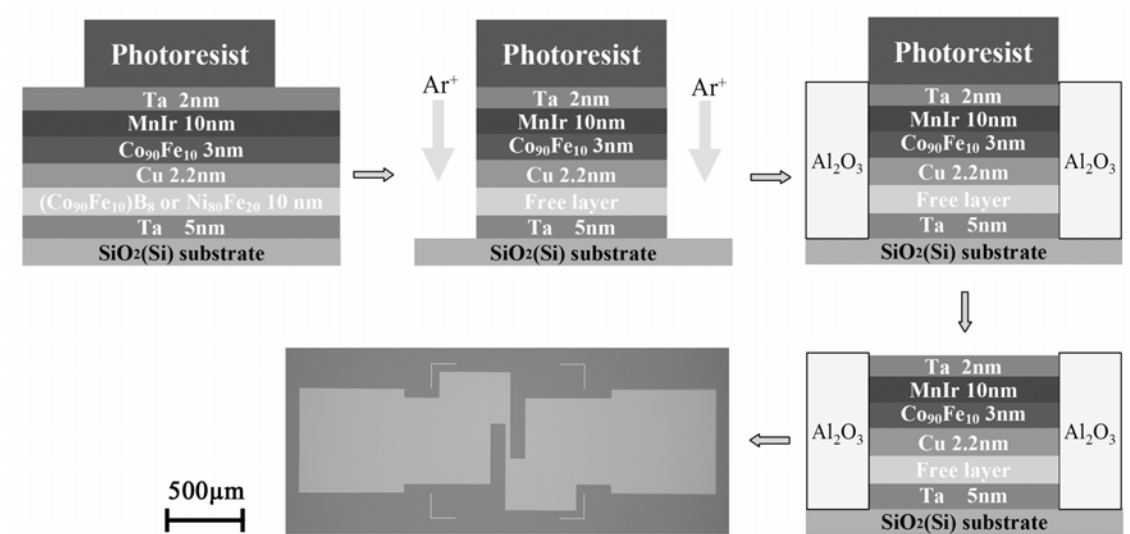 Photoresist
Ta 2nm
MnIr 10nm
Co₉₀Fe₁₀ 3nm
Cu 2.2nm
(Co₉₀Fe₁₀)B₈ or Ni₈₀Fe₂₀ 10 nm
Ta 5nm
SiO₂(Si) substrate
Ar⁺
Photoresist
Ar⁺
Ta 2nm
MnIr 10nm
Co₉₀Fe₁₀ 3nm
Cu 2.2nm
Free layer
Ta 5nm
SiO₂(Si) substrate
Photoresist
Ta 2nm
MnIr 10nm
Co₉₀Fe₁₀ 3nm
Al₂O₃
Al₂O₃
Cu 2.2nm
Free layer
Ta 5nm
SiO₂(Si) substrate
Ta 2nm
MnIr 10nm
Co₉₀Fe₁₀ 3nm
Al₂O₃
Al₂O₃
Cu 2.2nm
Free layer
Ta 5nm
SiO₂(Si) substrate
500μm